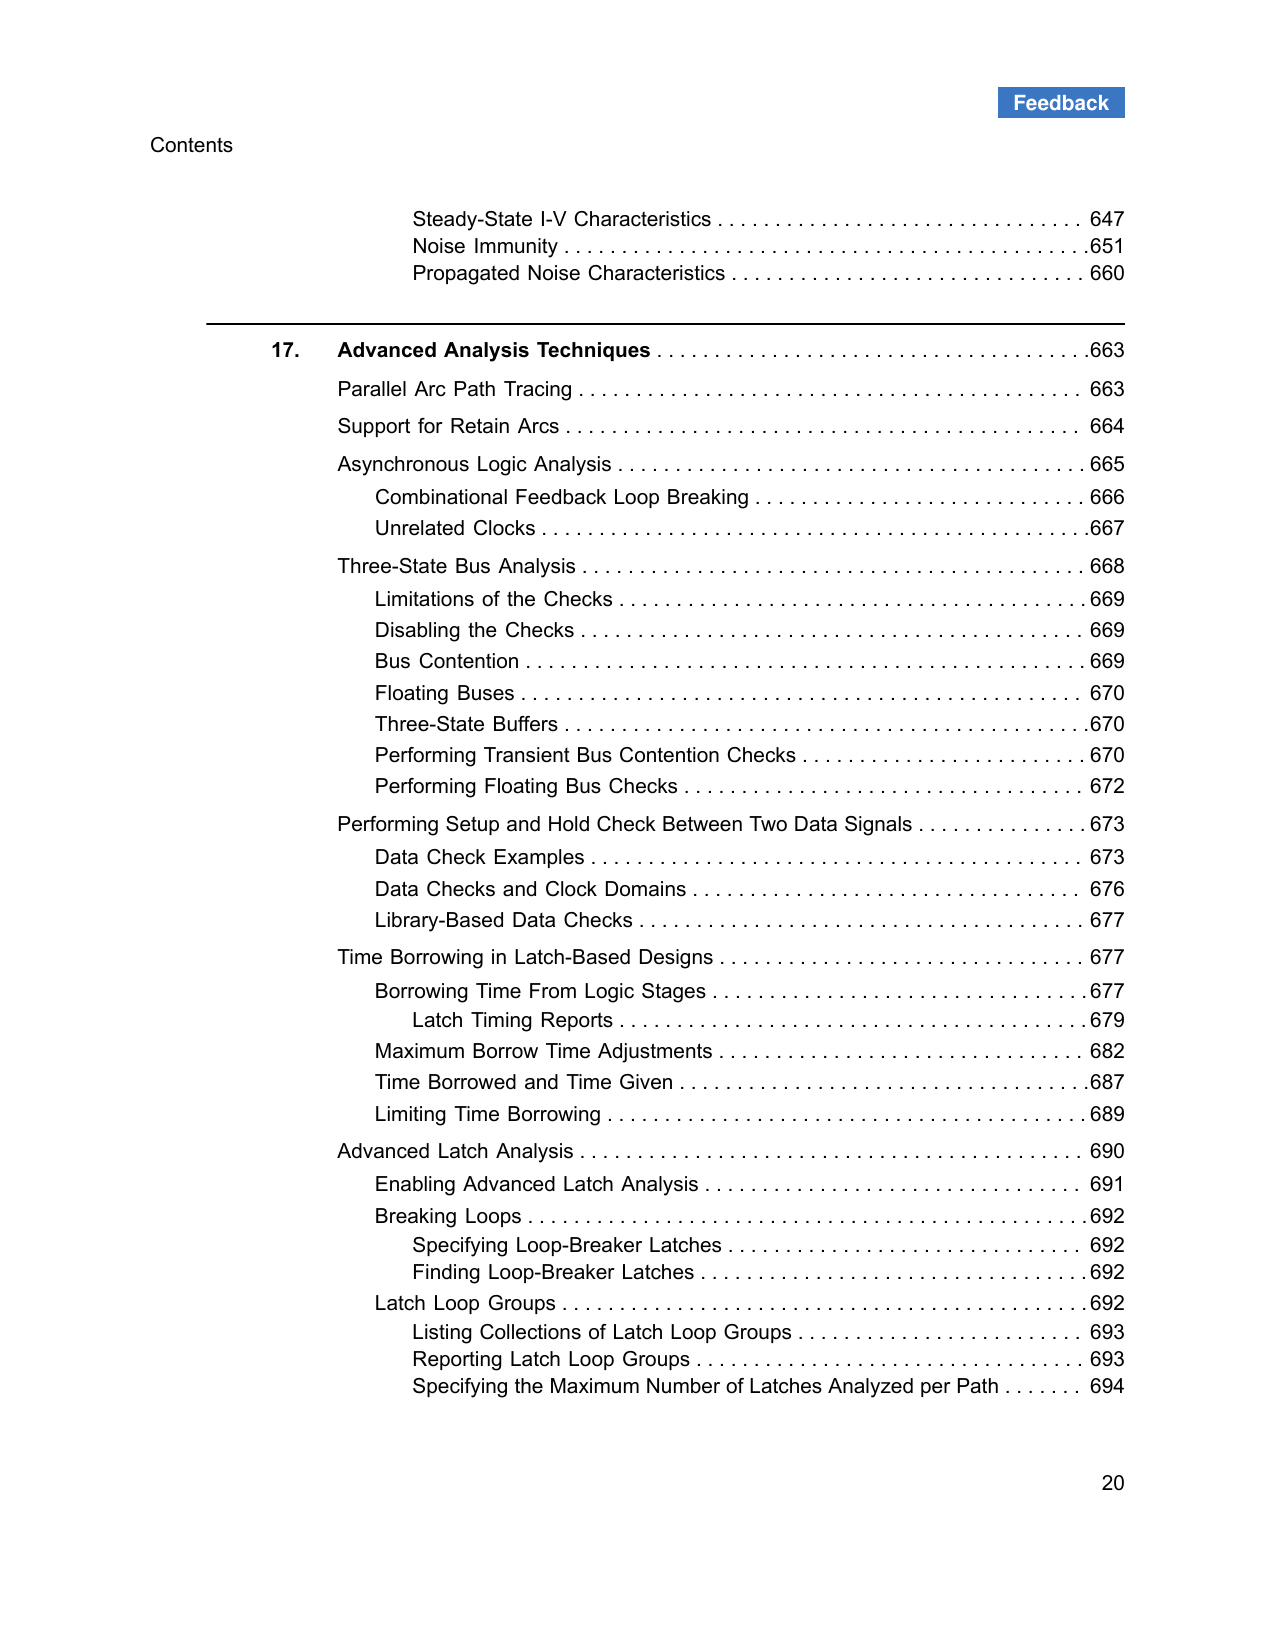 Feedback
Contents
Steady-State I-V Characteristics . . . . . . . . . . . . . . . . . . . . . . . . . . . . . . . . 647
Noise Immunity . . . . . . . . . . . . . . . . . . . . . . . . . . . . . . . . . . . . . . . . . . . . . .651
Propagated Noise Characteristics . . . . . . . . . . . . . . . . . . . . . . . . . . . . . . . 660
17. Advanced Analysis Techniques . . . . . . . . . . . . . . . . . . . . . . . . . . . . . . . . . . . . . .663
Parallel Arc Path Tracing . . . . . . . . . . . . . . . . . . . . . . . . . . . . . . . . . . . . . . . . . . . . 663
Support for Retain Arcs . . . . . . . . . . . . . . . . . . . . . . . . . . . . . . . . . . . . . . . . . . . . . 664
Asynchronous Logic Analysis . . . . . . . . . . . . . . . . . . . . . . . . . . . . . . . . . . . . . . . . . 665
Combinational Feedback Loop Breaking . . . . . . . . . . . . . . . . . . . . . . . . . . . . . 666
Unrelated Clocks . . . . . . . . . . . . . . . . . . . . . . . . . . . . . . . . . . . . . . . . . . . . . . . .667
Three-State Bus Analysis . . . . . . . . . . . . . . . . . . . . . . . . . . . . . . . . . . . . . . . . . . . . 668
Limitations of the Checks . . . . . . . . . . . . . . . . . . . . . . . . . . . . . . . . . . . . . . . . . 669
Disabling the Checks . . . . . . . . . . . . . . . . . . . . . . . . . . . . . . . . . . . . . . . . . . . . 669
Bus Contention . . . . . . . . . . . . . . . . . . . . . . . . . . . . . . . . . . . . . . . . . . . . . . . . . 669
Floating Buses . . . . . . . . . . . . . . . . . . . . . . . . . . . . . . . . . . . . . . . . . . . . . . . . . 670
Three-State Buffers . . . . . . . . . . . . . . . . . . . . . . . . . . . . . . . . . . . . . . . . . . . . . .670
Performing Transient Bus Contention Checks . . . . . . . . . . . . . . . . . . . . . . . . . 670
Performing Floating Bus Checks . . . . . . . . . . . . . . . . . . . . . . . . . . . . . . . . . . . 672
Performing Setup and Hold Check Between Two Data Signals . . . . . . . . . . . . . . . 673
Data Check Examples . . . . . . . . . . . . . . . . . . . . . . . . . . . . . . . . . . . . . . . . . . . 673
Data Checks and Clock Domains . . . . . . . . . . . . . . . . . . . . . . . . . . . . . . . . . . 676
Library-Based Data Checks . . . . . . . . . . . . . . . . . . . . . . . . . . . . . . . . . . . . . . . 677
Time Borrowing in Latch-Based Designs . . . . . . . . . . . . . . . . . . . . . . . . . . . . . . . . 677
Borrowing Time From Logic Stages . . . . . . . . . . . . . . . . . . . . . . . . . . . . . . . . .677
Latch Timing Reports . . . . . . . . . . . . . . . . . . . . . . . . . . . . . . . . . . . . . . . . . 679
Maximum Borrow Time Adjustments . . . . . . . . . . . . . . . . . . . . . . . . . . . . . . . . 682
Time Borrowed and Time Given . . . . . . . . . . . . . . . . . . . . . . . . . . . . . . . . . . . .687
Limiting Time Borrowing . . . . . . . . . . . . . . . . . . . . . . . . . . . . . . . . . . . . . . . . . . 689
Advanced Latch Analysis . . . . . . . . . . . . . . . . . . . . . . . . . . . . . . . . . . . . . . . . . . . . 690
Enabling Advanced Latch Analysis . . . . . . . . . . . . . . . . . . . . . . . . . . . . . . . . . 691
Breaking Loops . . . . . . . . . . . . . . . . . . . . . . . . . . . . . . . . . . . . . . . . . . . . . . . . .692
Specifying Loop-Breaker Latches . . . . . . . . . . . . . . . . . . . . . . . . . . . . . . . 692
Finding Loop-Breaker Latches . . . . . . . . . . . . . . . . . . . . . . . . . . . . . . . . . .692
Latch Loop Groups . . . . . . . . . . . . . . . . . . . . . . . . . . . . . . . . . . . . . . . . . . . . . .692
Listing Collections of Latch Loop Groups . . . . . . . . . . . . . . . . . . . . . . . . . 693
Reporting Latch Loop Groups . . . . . . . . . . . . . . . . . . . . . . . . . . . . . . . . . . 693
Specifying the Maximum Number of Latches Analyzed per Path . . . . . . . 694
20